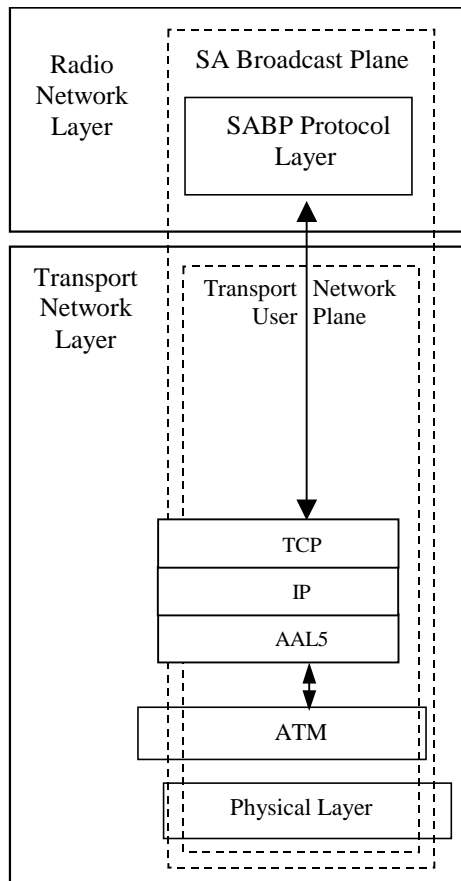 Radio
Network
Layer
SA Broadcast Plane
SABP Protocol
Layer
Transport
Network
Layer
Transport Network
User Plane
TCP
IP
AAL5
ATM
Physical Layer